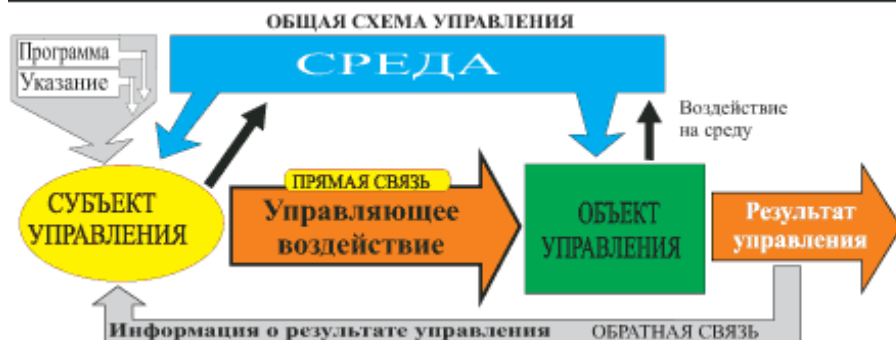 ОБЩАЯ СХЕМА УПРАВЛЕНИЯ
Программа
Указание
СРЕДА
Воздействие
на среду
ПРЯМАЯ СВЯЗЬ
СУБЪЕКТ
УПРАВЛЕНИЯ
Управляющее
воздействие
ОБЪЕКТ
УПРАВЛЕНИЯ
Результат
управления
Информация о результате управления ОБРАТНАЯ СВЯЗЬ